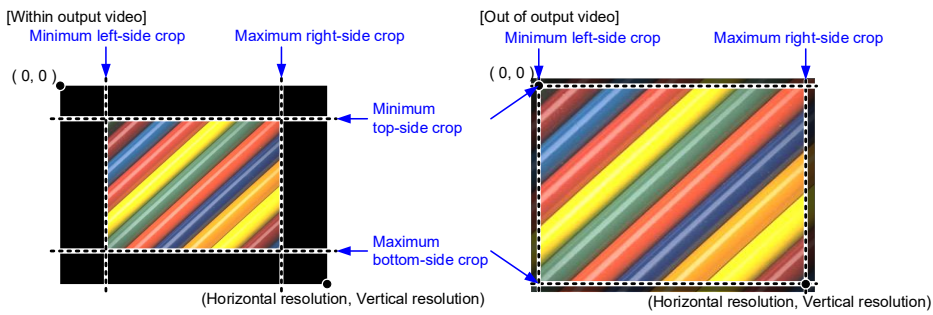 [Within output video]
Minimum left-side crop
Maximum right-side crop
( 0, 0 )
Minimum
top-side crop
Maximum
bottom-side crop
(Horizontal resolution, Vertical resolution)
[Out of output video]
Minimum left-side crop
Maximum right-side crop
( 0, 0 )
(Horizontal resolution, Vertical resolution)